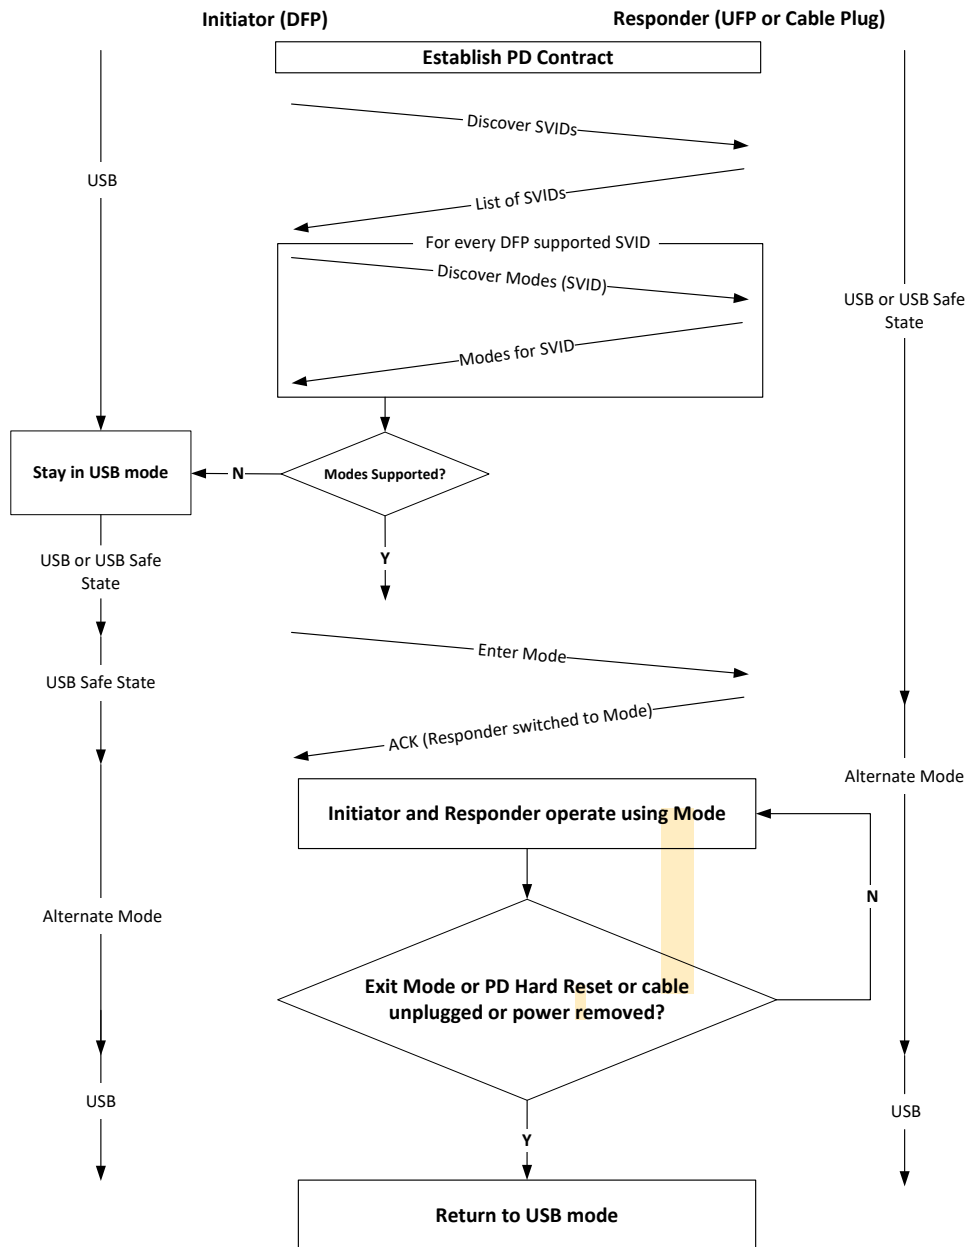 Initiator (DFP)
Responder (UFP or Cable Plug)
Establish PD Contract
Discover SVIDs
USB
List of SVIDs
For every DFP supported SVID
Discover Modes (SVID)
USB or USB Safe
State
Modes for SVID
Stay in USB mode
N
Modes Supported?
Y
USB or USB Safe
State
Enter Mode
USB Safe State
ACK (Responder switched to Mode)
Alternate Mode
Initiator and Responder operate using Mode
N
Alternate Mode
Exit Mode or PD Hard Reset or cable
unplugged or power removed?
USB
USB
Y
Return to USB mode